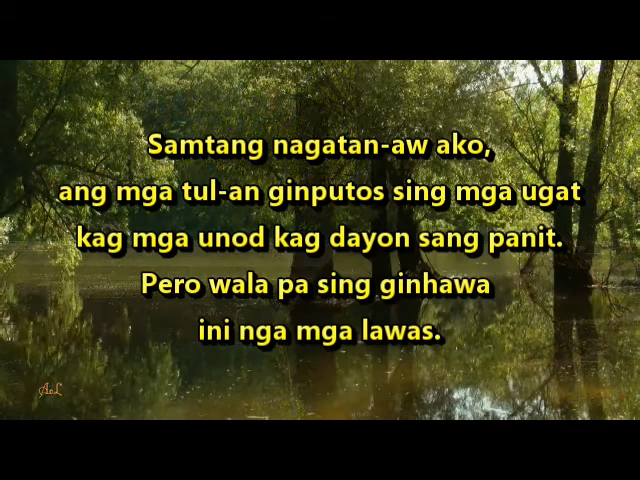 Samtang nagatan-aw ako,
ang mga tul-an ginputos sing mga ugat
kag mga unod kag dayon sang panit.
Pero wala pa sing ginhawa
ini nga mga lawas.
AoL